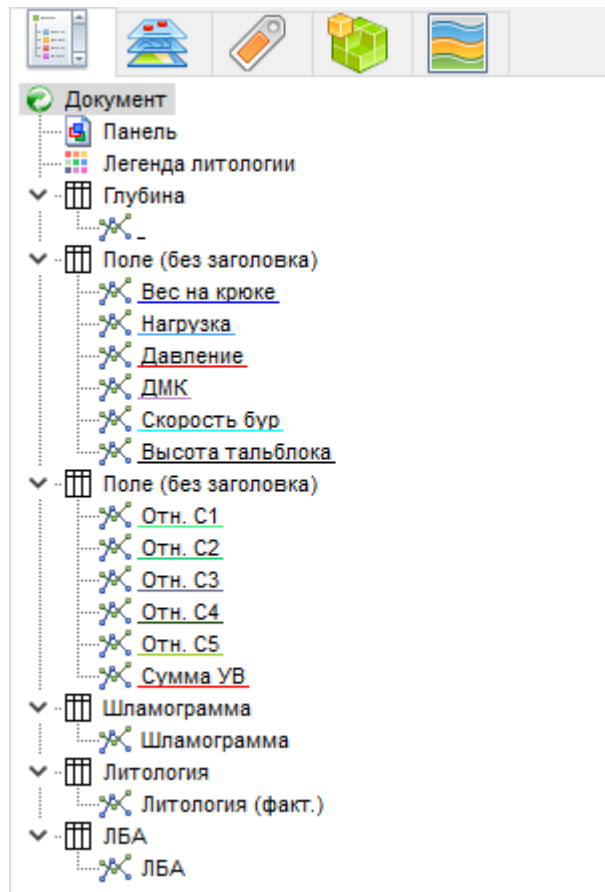 Документ
Панель
Легенда литологии
Глубина
_
Поле (без заголовка)
Вес на крюке
Нагрузка
Давление
ДМК
Скорость бур
Высота тальблока
Поле (без заголовка)
Отн. С1
Отн. С2
Отн. С3
Отн. С4
Отн. С5
Сумма УВ
Шламограмма
Шламограмма
Литология
Литология (факт.)
ЛБА
ЛБА